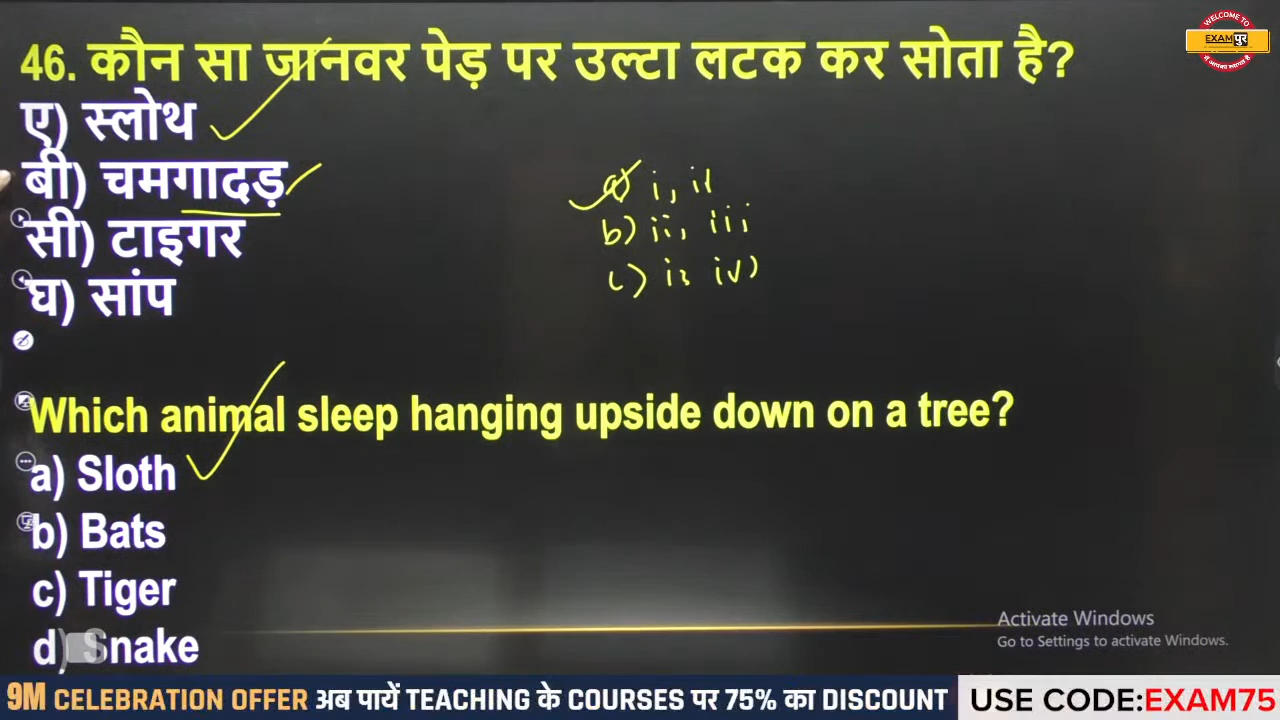 WELCOME TO
EXAMपुर
46. कौन सा जानवर पेड़ पर उल्टा लटक कर सोता है?
ए) स्लोथ
बी) चमगादड़
सी) टाइगर
घ) सांप
a) i, ii
b) ii, iii
c) i, iv)
Which animal sleep hanging upside down on a tree?
a) Sloth
b) Bats
c) Tiger
d) Snake
Activate Windows
Go to Settings to activate Windows.
9M CELEBRATION OFFER अब पायें TEACHING के COURSES पर 75% का DISCOUNT
USE CODE:EXAM75